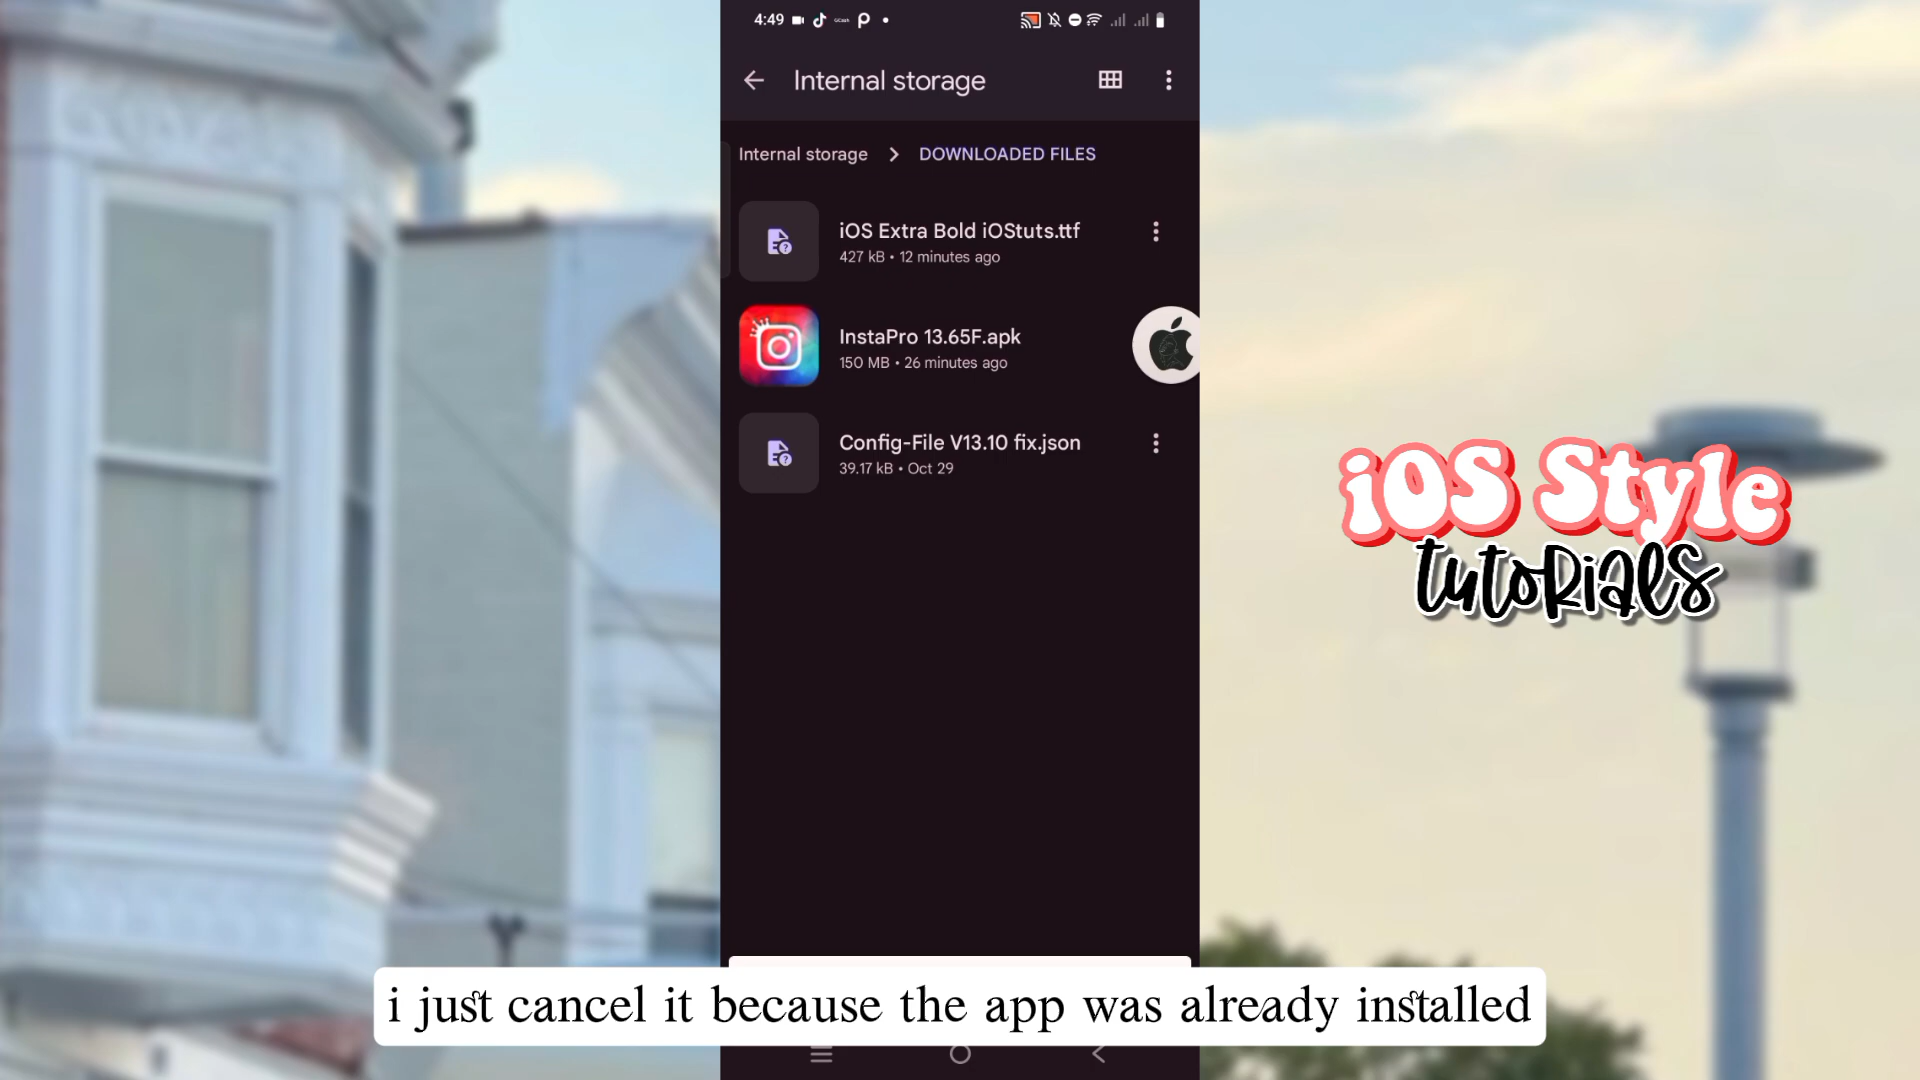 4:49
Internal storage
Internal storage > DOWNLOADED FILES
iOS Extra Bold iOStuts.ttf
427 kB • 12 minutes ago
InstaPro 13.65F.apk
150 MB • 26 minutes ago
Config-File V13.10 fix.json
39.17 kB • Oct 29
iOS Style
tutorials
i just cancel it because the app was already installed